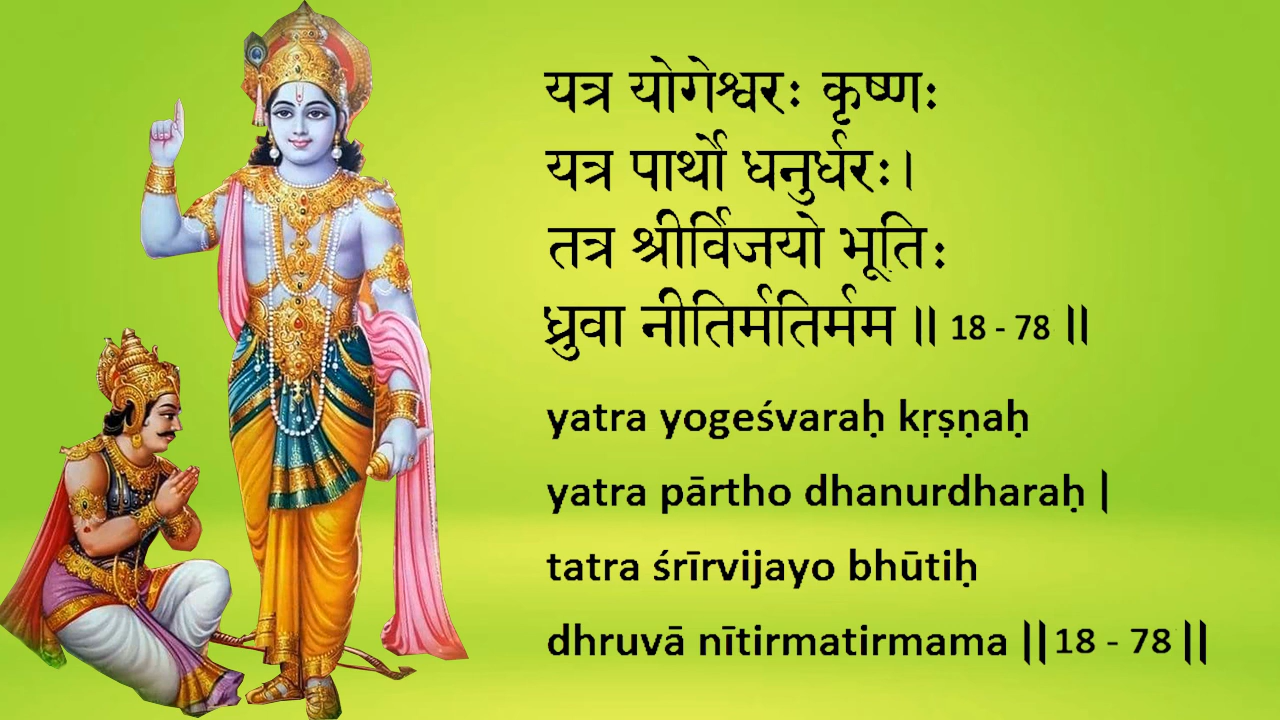 यत्र योगेश्वरः कृष्णः
यत्र पार्थो धनुर्धरः।
तत्र श्रीर्विजयो भूतिः
ध्रुवा नीतिर्मतिर्मम ॥ 18 - 78 ॥
yatra yogeśvaraḥ kṛṣṇaḥ
yatra pārtho dhanurdharaḥ |
tatra śrīrvijayo bhūtiḥ
dhruvā nītirmatirmama || 18 - 78 ||